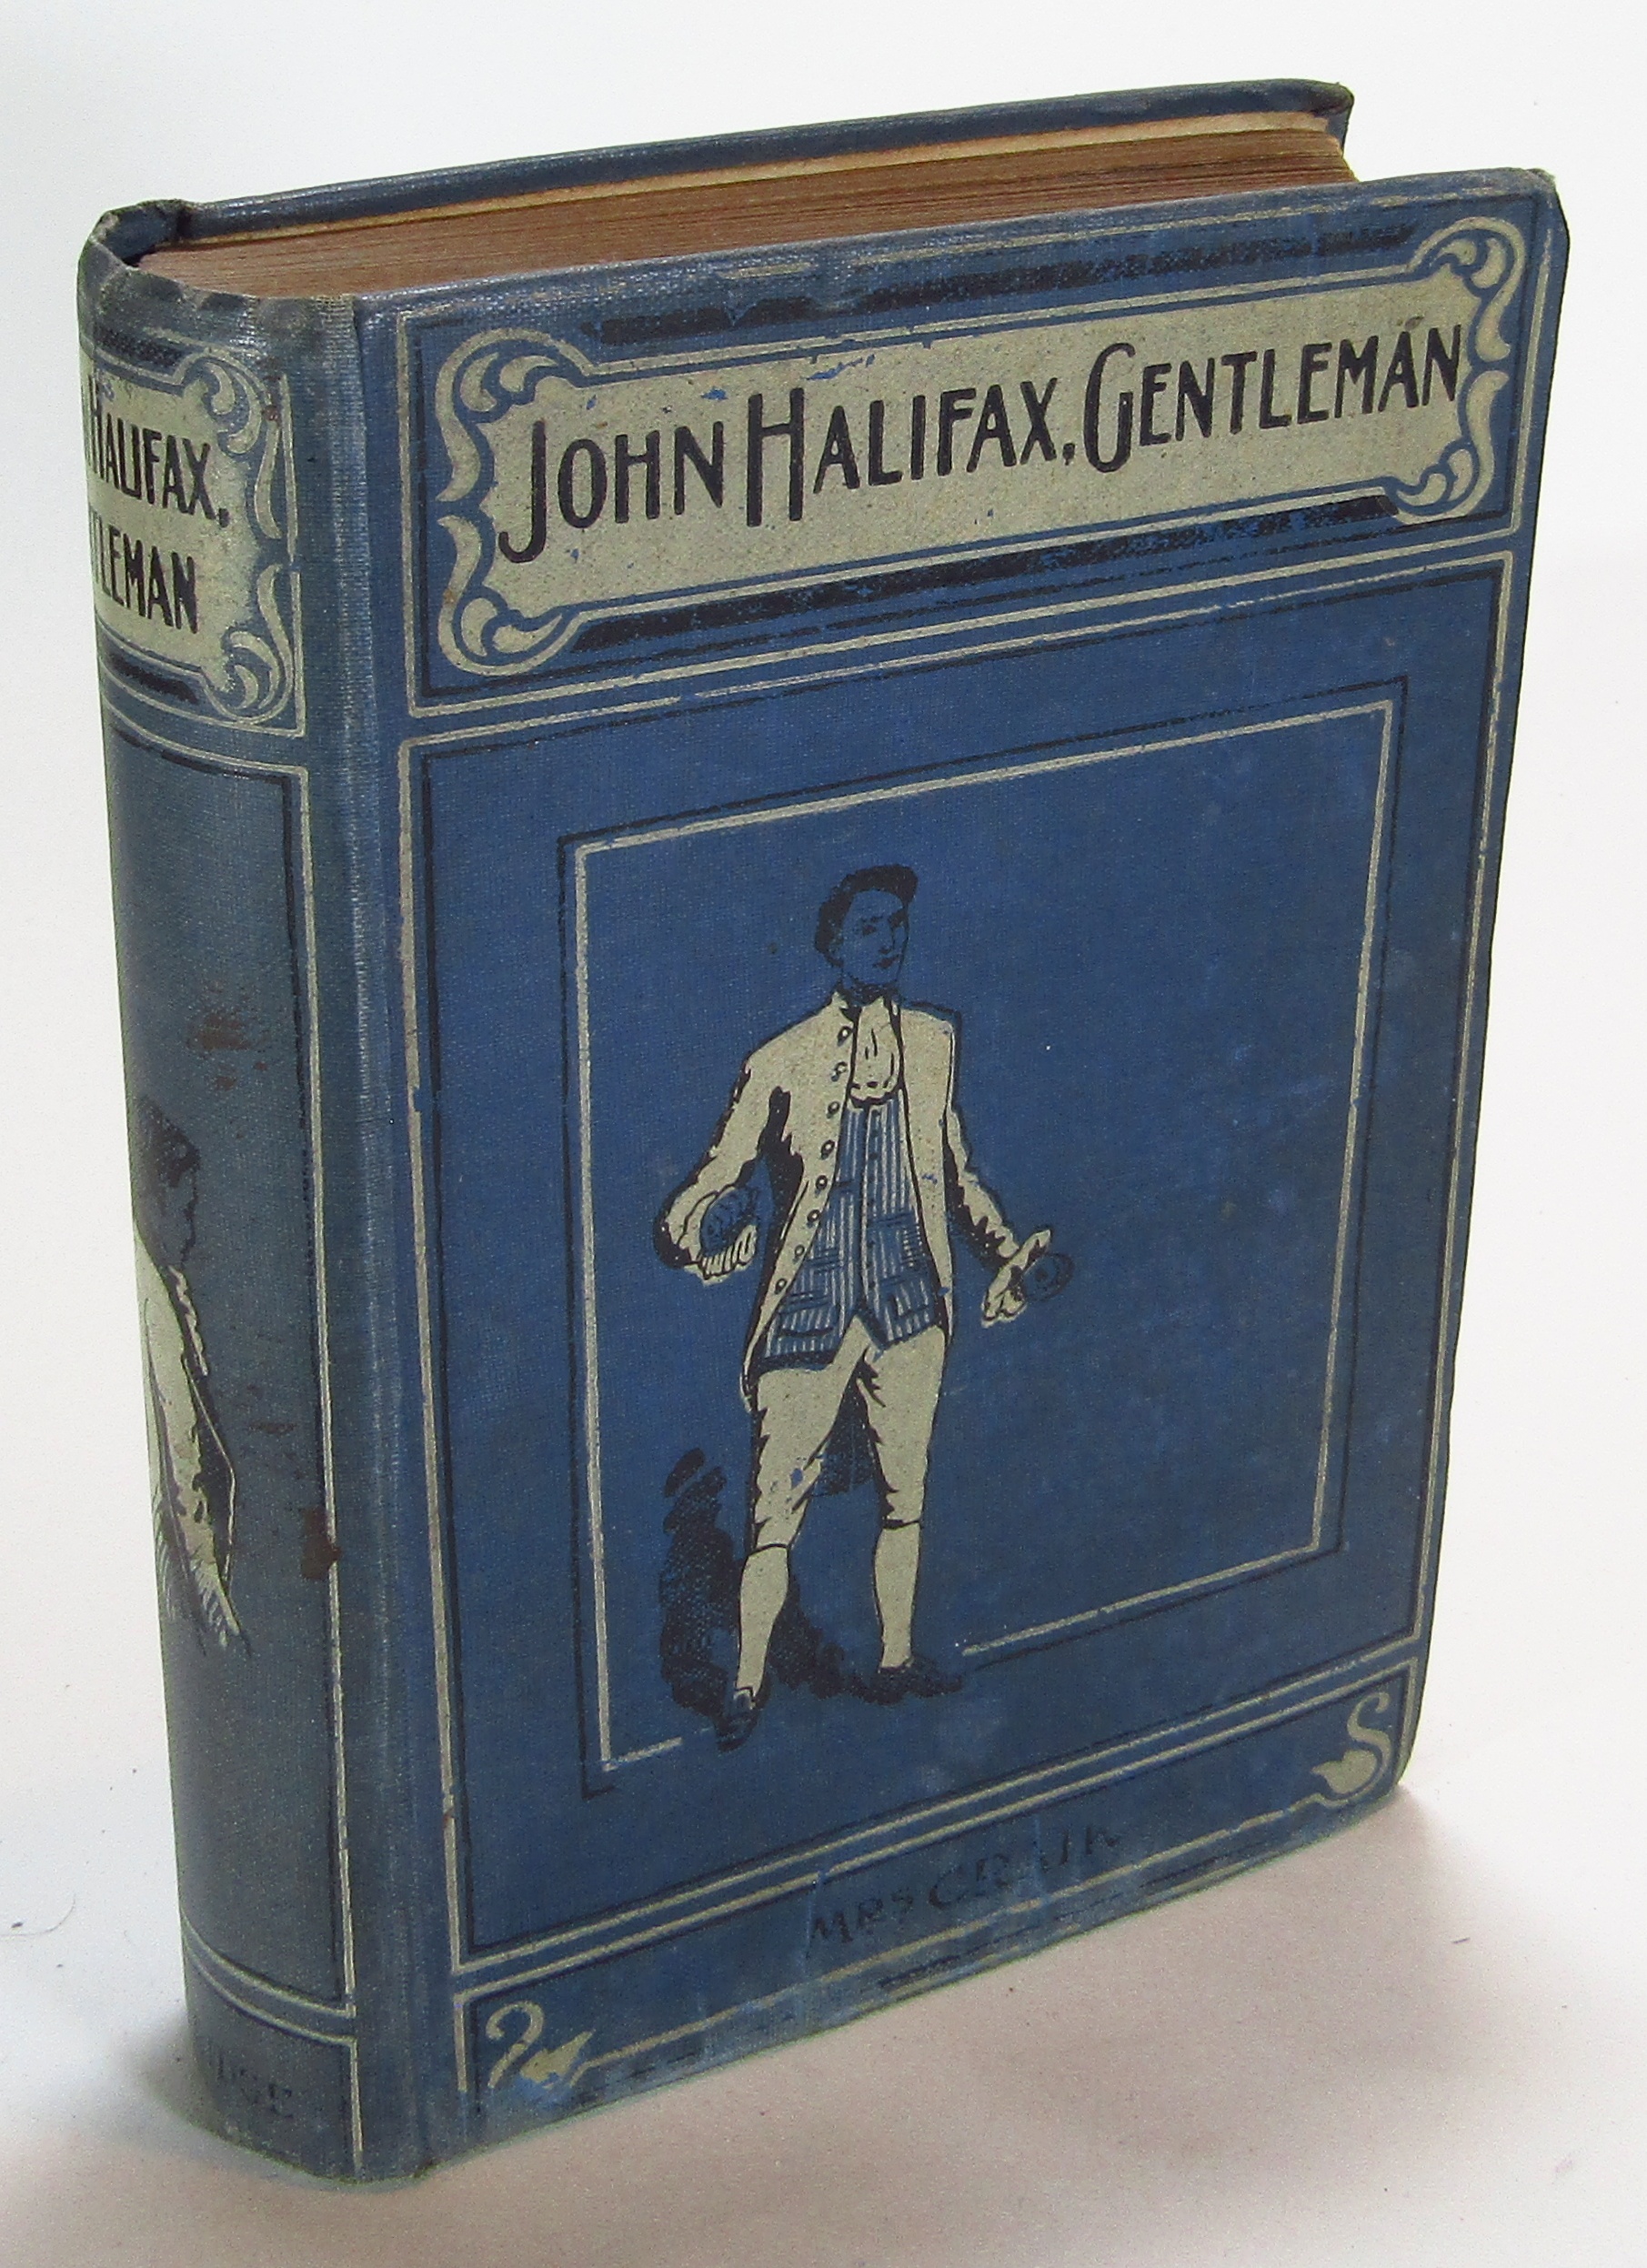 HALIFAX,
TLEMAN
JOHN HALIFAX, GENTLEMAN
MRS CRAIK